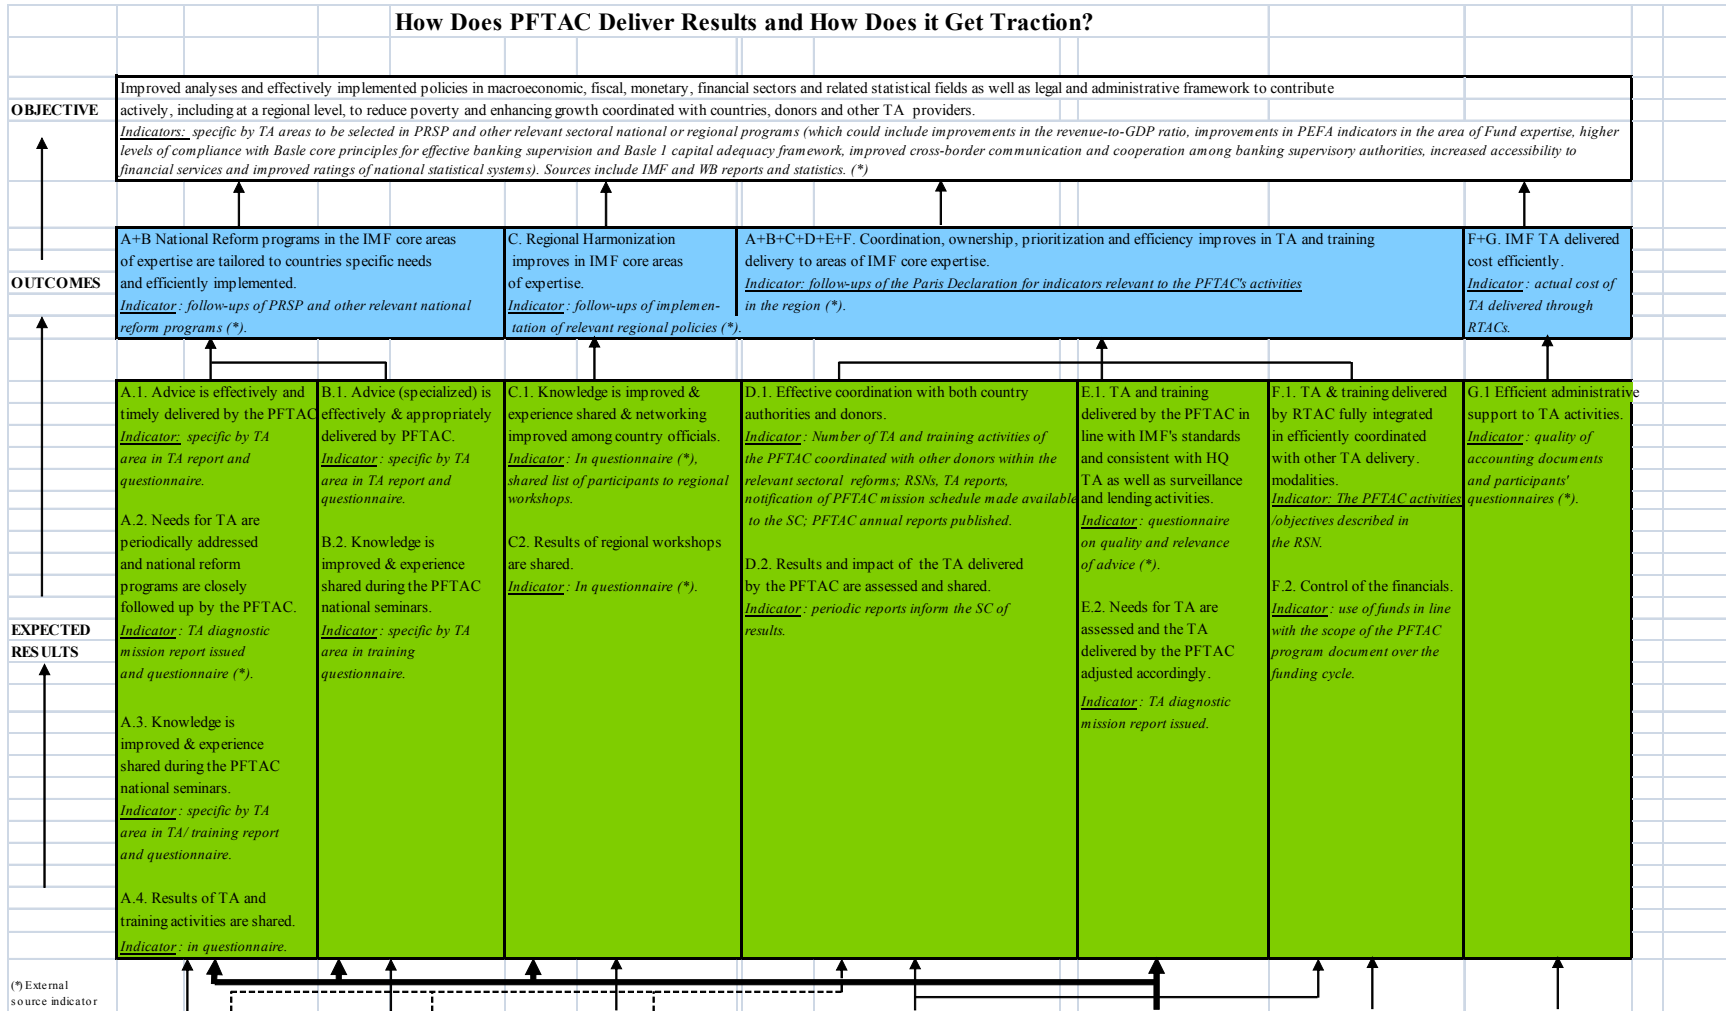 How Does PFTAC Deliver Results and How Does it Get Traction?
OBJECTIVE
Improved analyses and effectively implemented policies in macroeconomic, fiscal, monetary, financial sectors and related statistical fields as well as legal and administrative framework to contribute
actively, including at a regional level, to reduce poverty and enhancing growth coordinated with countries, donors and other TA providers.
Indicators: specific by TA areas to be selected in PRSP and other relevant sectoral national or regional programs (which could include improvements in the revenue-to-GDP ratio, improvements in PEFA indicators in the area of Fund expertise, higher
levels of compliance with Basle core principles for effective banking supervision and Basle 1 capital adequacy framework, improved cross-border communication and cooperation among banking supervisory authorities, increased accessibility to
financial services and improved ratings of national statistical systems). Sources include IMF and WB reports and statistics. (*)
OUTCOMES
A+B National Reform programs in the IMF core areas
of expertise are tailored to countries specific needs
and efficiently implemented.
Indicator: follow-ups of PRSP and other relevant national
reform programs (*).
C. Regional Harmonization
improves in IMF core areas
of expertise.
Indicator: follow-ups of implemen-
tation of relevant regional policies (*).
A+B+C+D+E+F. Coordination, ownership, prioritization and efficiency improves in TA and training
delivery to areas of IMF core expertise.
Indicator: follow-ups of the Paris Declaration for indicators relevant to the PFTAC's activities
in the region (*).
F+G. IMF TA delivered
cost efficiently.
Indicator: actual cost of
TA delivered through
RTACs.
EXPECTED
RESULTS
A.1. Advice is effectively and
timely delivered by the PFTAC
Indicator: specific by TA
area in TA report and
questionnaire.
A.2. Needs for TA are
periodically addressed
and national reform
programs are closely
followed up by the PFTAC.
Indicator: TA diagnostic
mission report issued
and questionnaire (*).
A.3. Knowledge is
improved & experience
shared during the PFTAC
national seminars.
Indicator: specific by TA
area in TA/ training report
and questionnaire.
A.4. Results of TA and
training activities are shared.
Indicator: in questionnaire.
B.1. Advice (specialized) is
effectively & appropriately
delivered by PFTAC.
Indicator: specific by TA
area in TA report and
questionnaire.
B.2. Knowledge is
improved & experience
shared during the PFTAC
national seminars.
Indicator: specific by TA
area in training
questionnaire.
C.1. Knowledge is improved &
experience shared & networking
improved among country officials.
Indicator: In questionnaire (*),
shared list of participants to regional
workshops.
C2. Results of regional workshops
are shared.
Indicator: In questionnaire (*).
D.1. Effective coordination with both country
authorities and donors.
Indicator: Number of TA and training activities of
the PFTAC coordinated with other donors within the
relevant sectoral reforms; RSNs, TA reports,
notification of PFTAC mission schedule made available
to the SC; PFTAC annual reports published.
D.2. Results and impact of the TA delivered
by the PFTAC are assessed and shared.
Indicator: periodic reports inform the SC of
results.
E.1. TA and training
delivered by the PFTAC in
line with IMF's standards
and consistent with HQ
TA as well as surveillance
and lending activities.
Indicator: questionnaire
on quality and relevance
of advice (*).
E.2. Needs for TA are
assessed and the TA
delivered by the PFTAC
adjusted accordingly.
Indicator: TA diagnostic
mission report issued.
F.1. TA & training delivered
by RTAC fully integrated
in efficiently coordinated
with other TA delivery.
modalities.
Indicator: The PFTAC activities
/objectives described in
the RSN.
F.2. Control of the financials.
Indicator: use of funds in line
with the scope of the PFTAC
program document over the
funding cycle.
G.1 Efficient administrative
support to TA activities.
Indicator: quality of
accounting documents
and participants'
questionnaires (*).
(*) External
source indicator